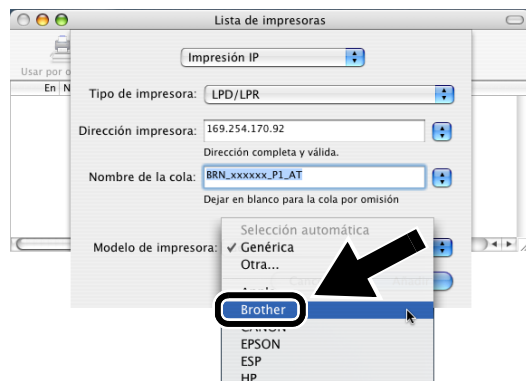 Lista de impresoras
Impresión IP
Usar por
En N
Tipo de impresora: LPD/LPR
Dirección impresora: 169.254.170.92
Dirección completa y válida.
Nombre de la cola: BRN_xxxxxx_P1_AT
Dejar en blanco para la cola por omisión
Selección automática
Modelo de impresora: ✓ Genérica
Otra...
Brother
CANON
EPSON
ESP
HP